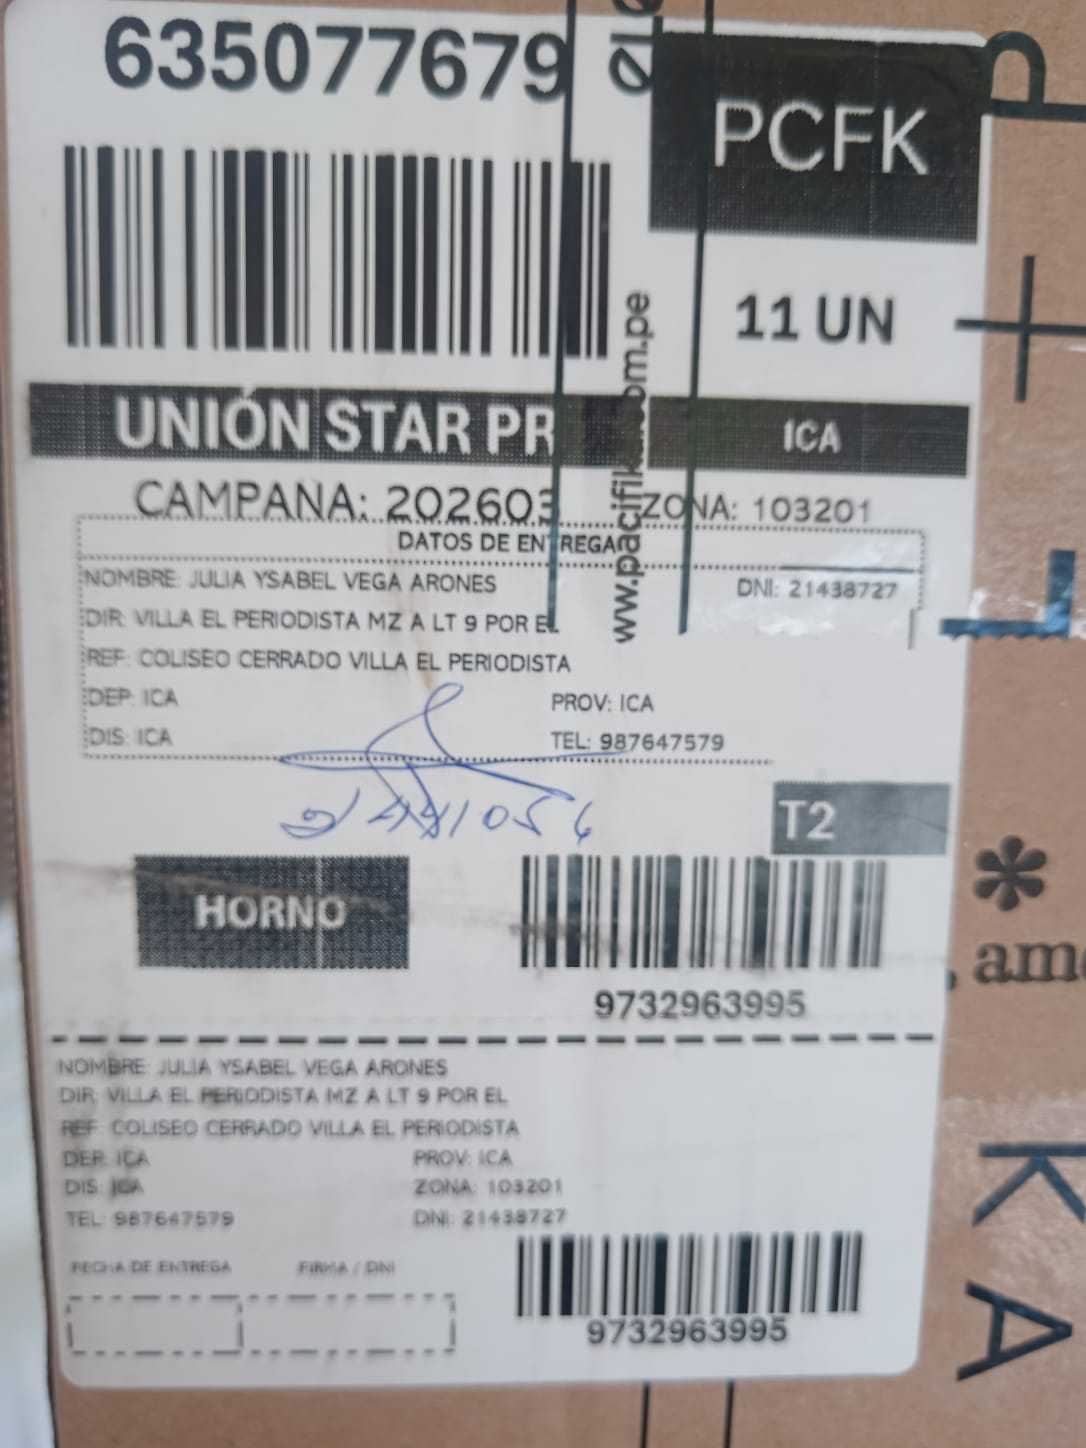 635077679
PCFK
11 UN
www.pacifik.com.pe
UNIÓN STAR PR
ICA
CAMPAÑA: 202603
ZONA: 103201
DATOS DE ENTREGA
NOMBRE: JULIA YSABEL VEGA ARONES
DNI: 21438727
DIR: VILLA EL PERIODISTA MZ A LT 9 POR EL
REF: COLISEO CERRADO VILLA EL PERIODISTA
DEP: ICA
PROV: ICA
DIS: ICA
TEL: 987647579
T2
HORNO
9732963995
NOMBRE: JULIA YSABEL VEGA ARONES
DIR: VILLA EL PERIODISTA MZ A LT 9 POR EL
REF: COLISEO CERRADO VILLA EL PERIODISTA
DEP: ICA
PROV: ICA
DIS: ICA
ZONA: 103201
TEL: 987647579
DNI: 21438727
FECHA DE ENTREGA
FIRMA / DNI
9732963995
K A